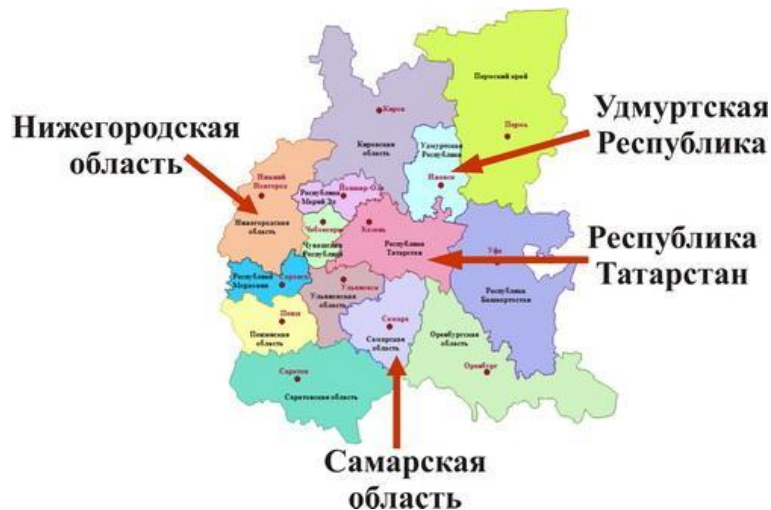 Пермский край
Киров
Пермь
Удмуртская
Республика
Нижегородская
область
Кировская
область
Удмуртская
Республика
Ижевск
Нижний
Новгород
Йошкар-Ола
Республика
Марий Эл
Чебоксары
Казань
Нижегородская
область
Чувашская
Республика
Республика
Татарстан
Уфа
Республика
Татарстан
Республика
Мордовия
Саранск
Ульяновск
Ульяновская
область
Республика
Башкортостан
Пенза
Самара
Пензенская
область
Самарская
область
Оренбургская
область
Саратов
Оренбург
Саратовская область
Самарская
область